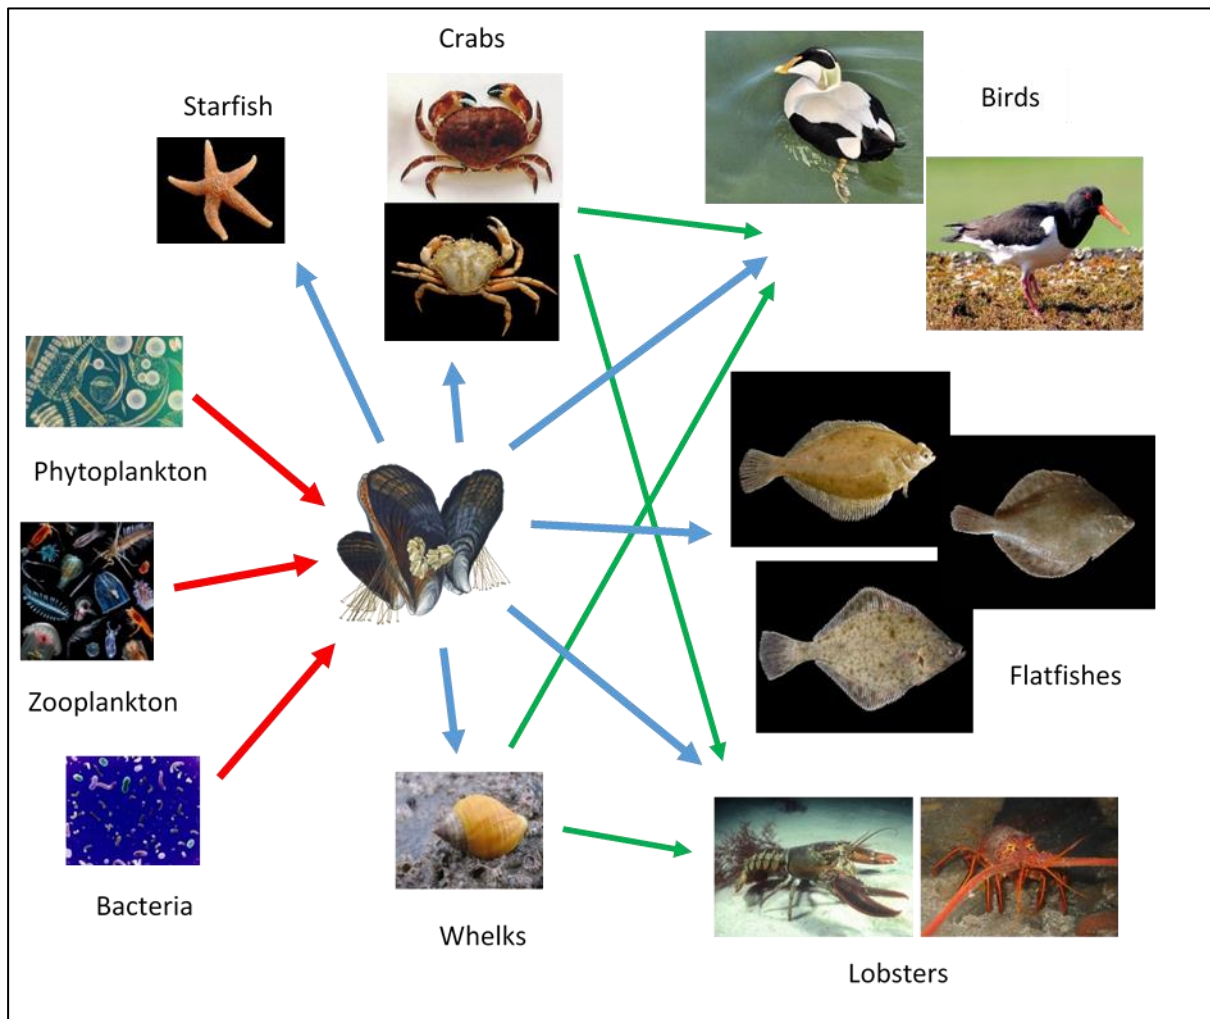 Crabs
Starfish
Birds
Phytoplankton
Flatfishes
Zooplankton
Bacteria
Whelks
Lobsters